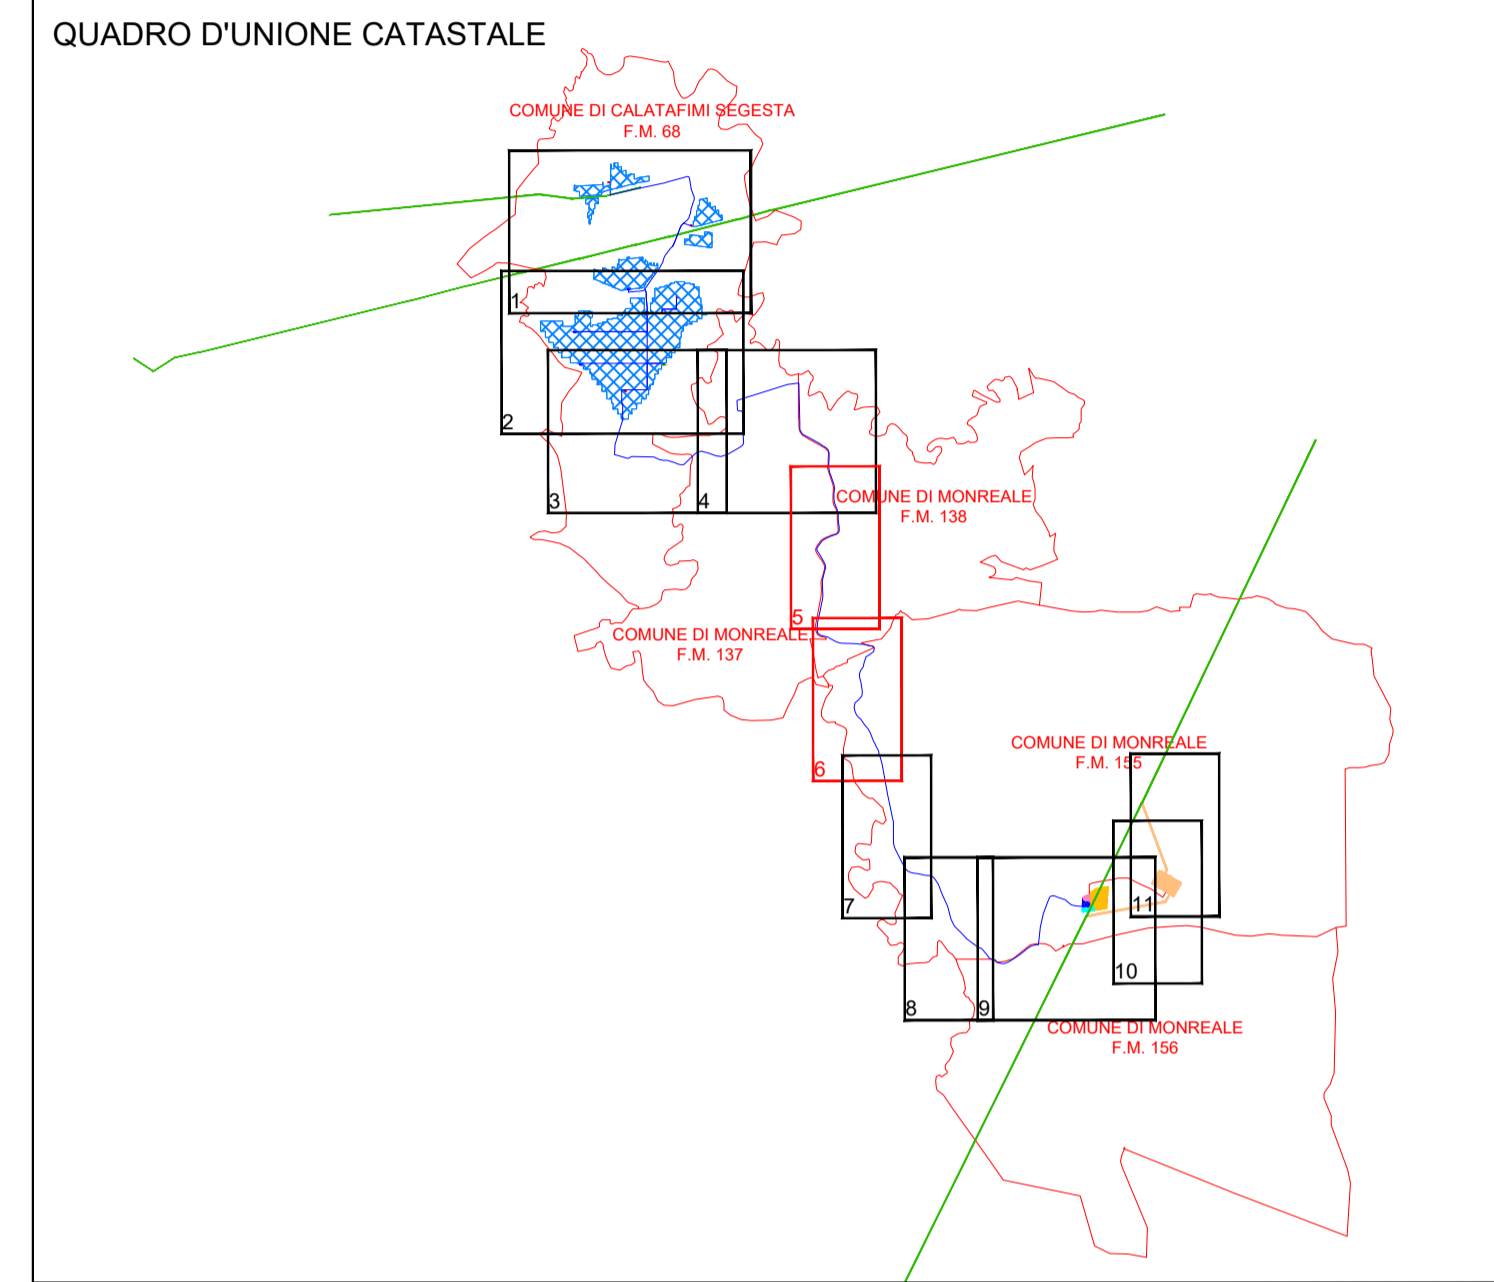 QUADRO D'UNIONE CATASTALE
COMUNE DI CALATAFIMI SEGESTA
F.M. 68
1
2
3
4
COMUNE DI MONREALE
F.M. 138
5
COMUNE DI MONREALE
F.M. 137
6
COMUNE DI MONREALE
F.M. 155
7
11
10
8
9
COMUNE DI MONREALE
F.M. 156